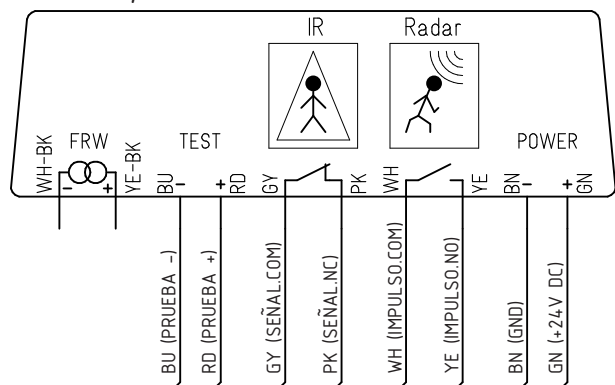 IR Radar
FRW TEST POWER
WH-BK - + YE-BK BU - + RD GY PK WH YE BN - + GN
BU (PRUEBA -)
RD (PRUEBA +)
GY (SEÑAL.COM)
PK (SEÑAL.NC)
WH (IMPULSO.COM)
YE (IMPULSO.NO)
BN (GND)
GN (+24V DC)